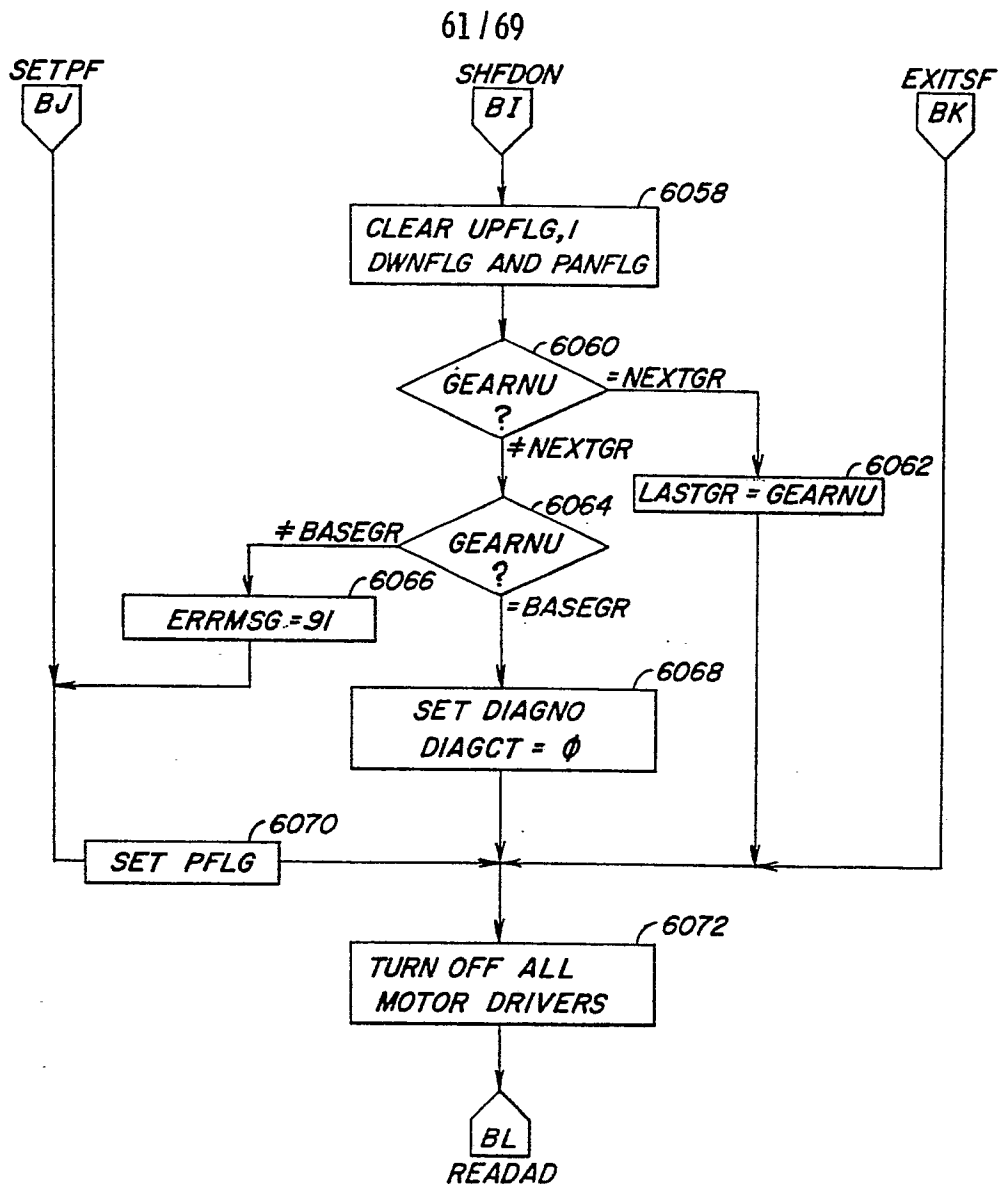 61/69
SETPF
BJ
SHFDON
BI
EXITSF
BK
6058
CLEAR UPFLG,1
DWNFLG AND PANFLG
6060
GEARNU
?
=NEXTGR
≠NEXTGR
6062
LASTGR = GEARNU
6064
GEARNU
?
≠BASEGR
=BASEGR
6066
ERRMSG=91
6068
SET DIAGNO
DIAGCT = ϕ
6070
SET PFLG
6072
TURN OFF ALL
MOTOR DRIVERS
BL
READAD